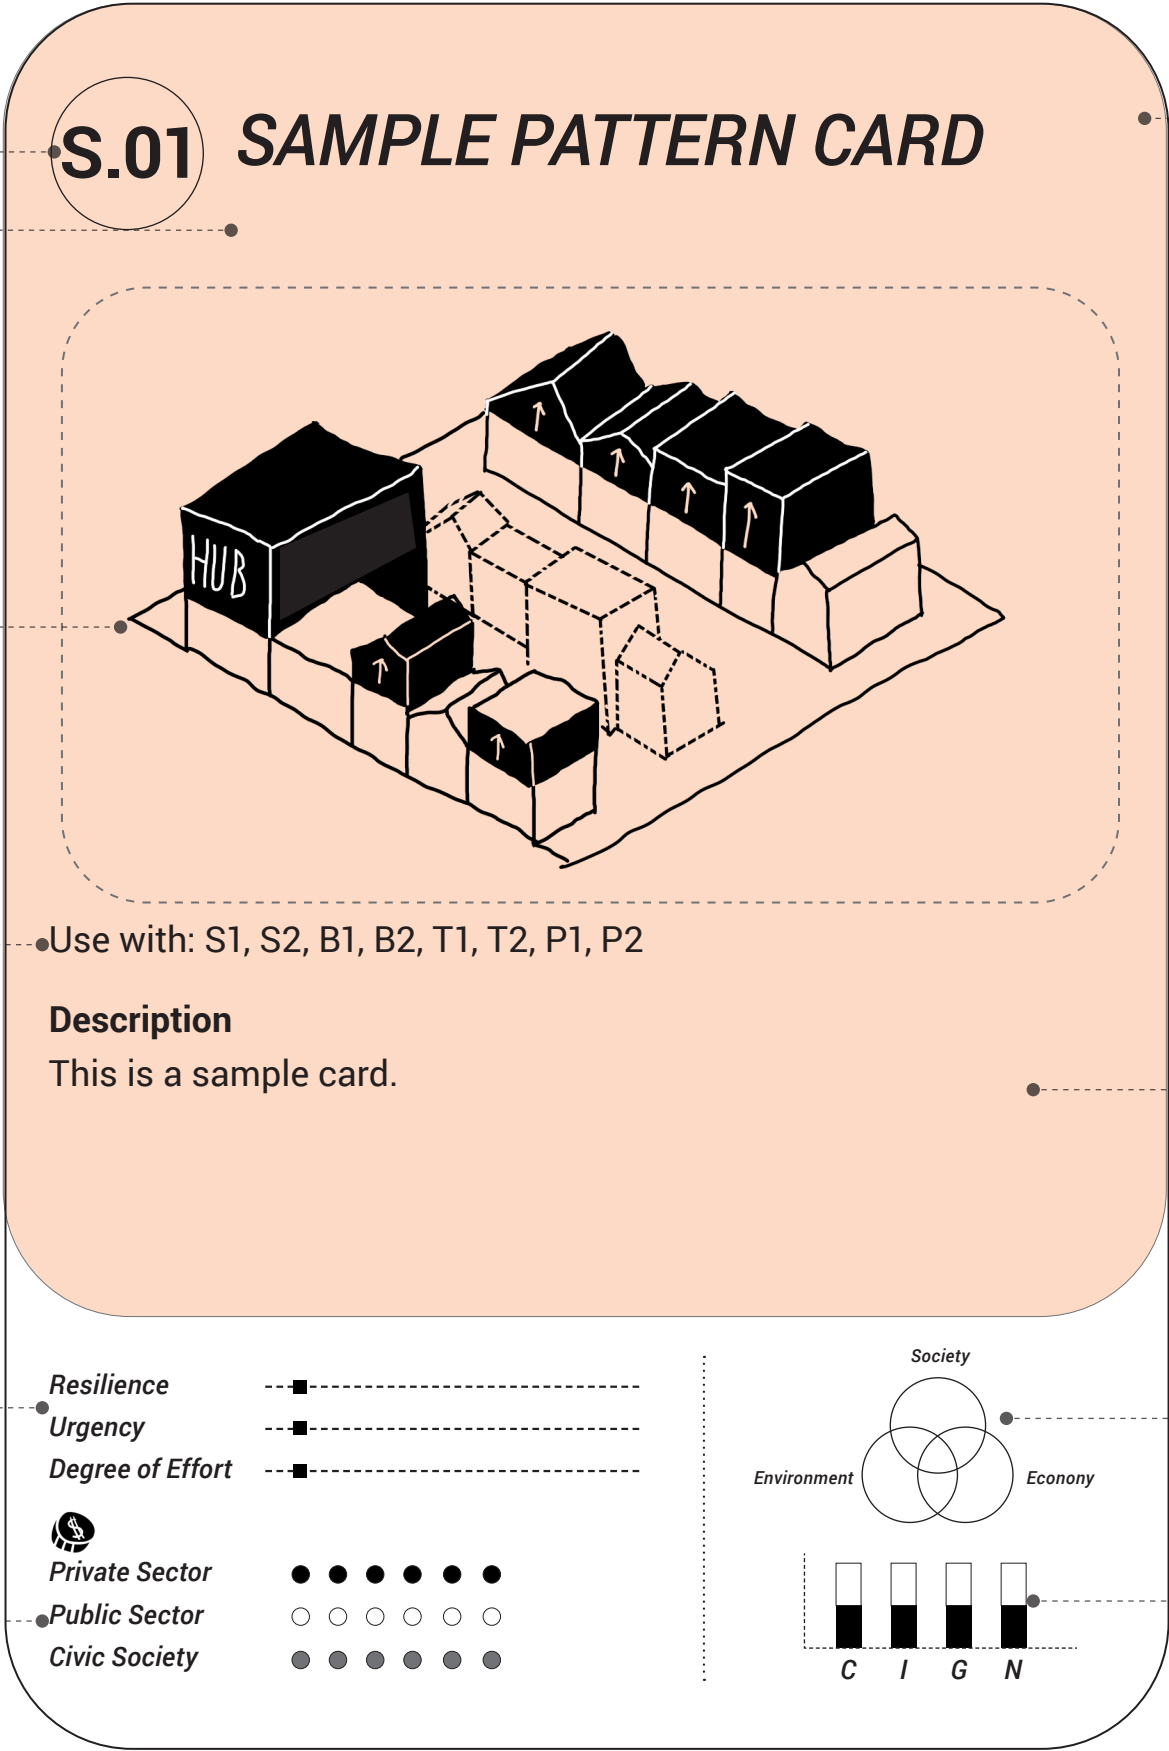 S.01 SAMPLE PATTERN CARD
HUB
Use with: S1, S2, B1, B2, T1, T2, P1, P2
Description
This is a sample card.
Resilience
Urgency
Degree of Effort
$
Private Sector
Public Sector
Civic Society
Society
Environment
Econony
C I G N